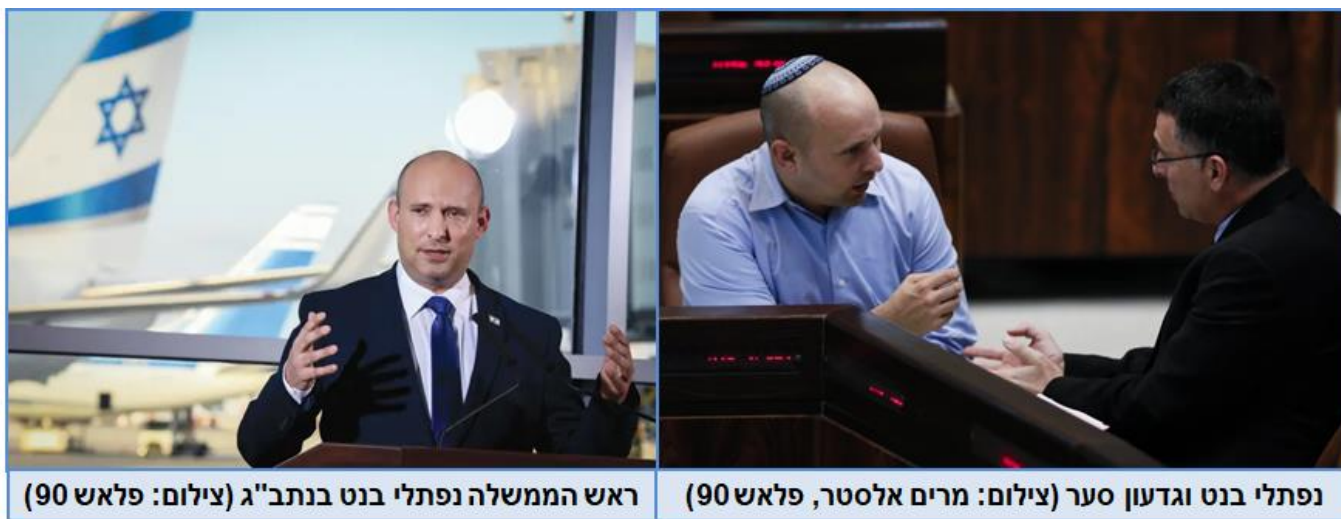 נפתלי בנט וגדעון סער (צילום: מרים אלסטר, פלאש 90)
ראש הממשלה נפתלי בנט בנתב"ג (צילום: פלאש 90)